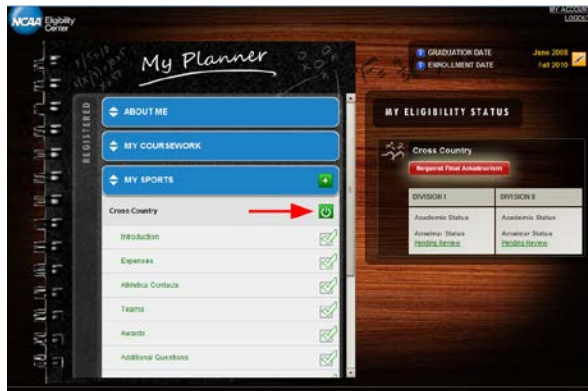 MY ACCOUNT
LOGOUT
NCAA Eligibility
Center
My Planner
GRADUATION DATE June 2008
ENROLLMENT DATE Fall 2010
REGISTERED
ABOUT ME
MY COURSEWORK
MY SPORTS
Cross Country
Introduction
Expenses
Athletics Contacts
Teams
Awards
Additional Questions
MY ELIGIBILITY STATUS
Cross Country
Request Final Amateurism
DIVISION I DIVISION II
Academic Status Academic Status
Amateur Status Amateur Status
Pending Review Pending Review